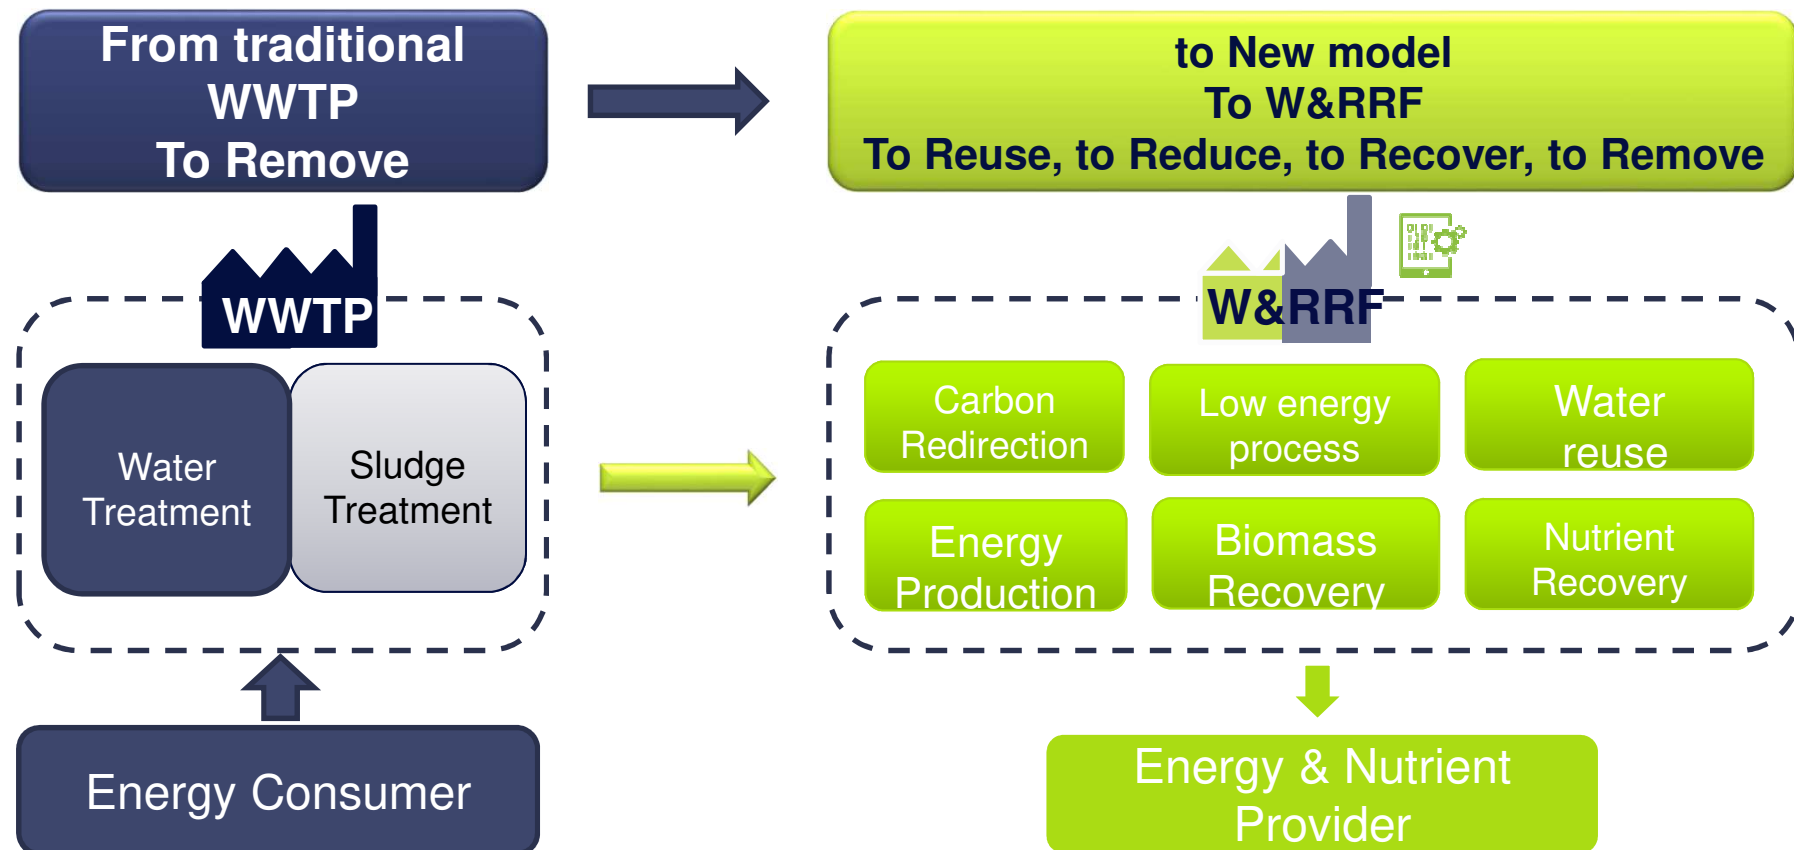 From traditional
WWTP
To Remove
to New model
To W&RRF
To Reuse, to Reduce, to Recover, to Remove
WWTP
W&RRF
Water
Treatment
Sludge
Treatment
Carbon
Redirection
Low energy
process
Water
reuse
Energy
Production
Biomass
Recovery
Nutrient
Recovery
Energy Consumer
Energy & Nutrient
Provider